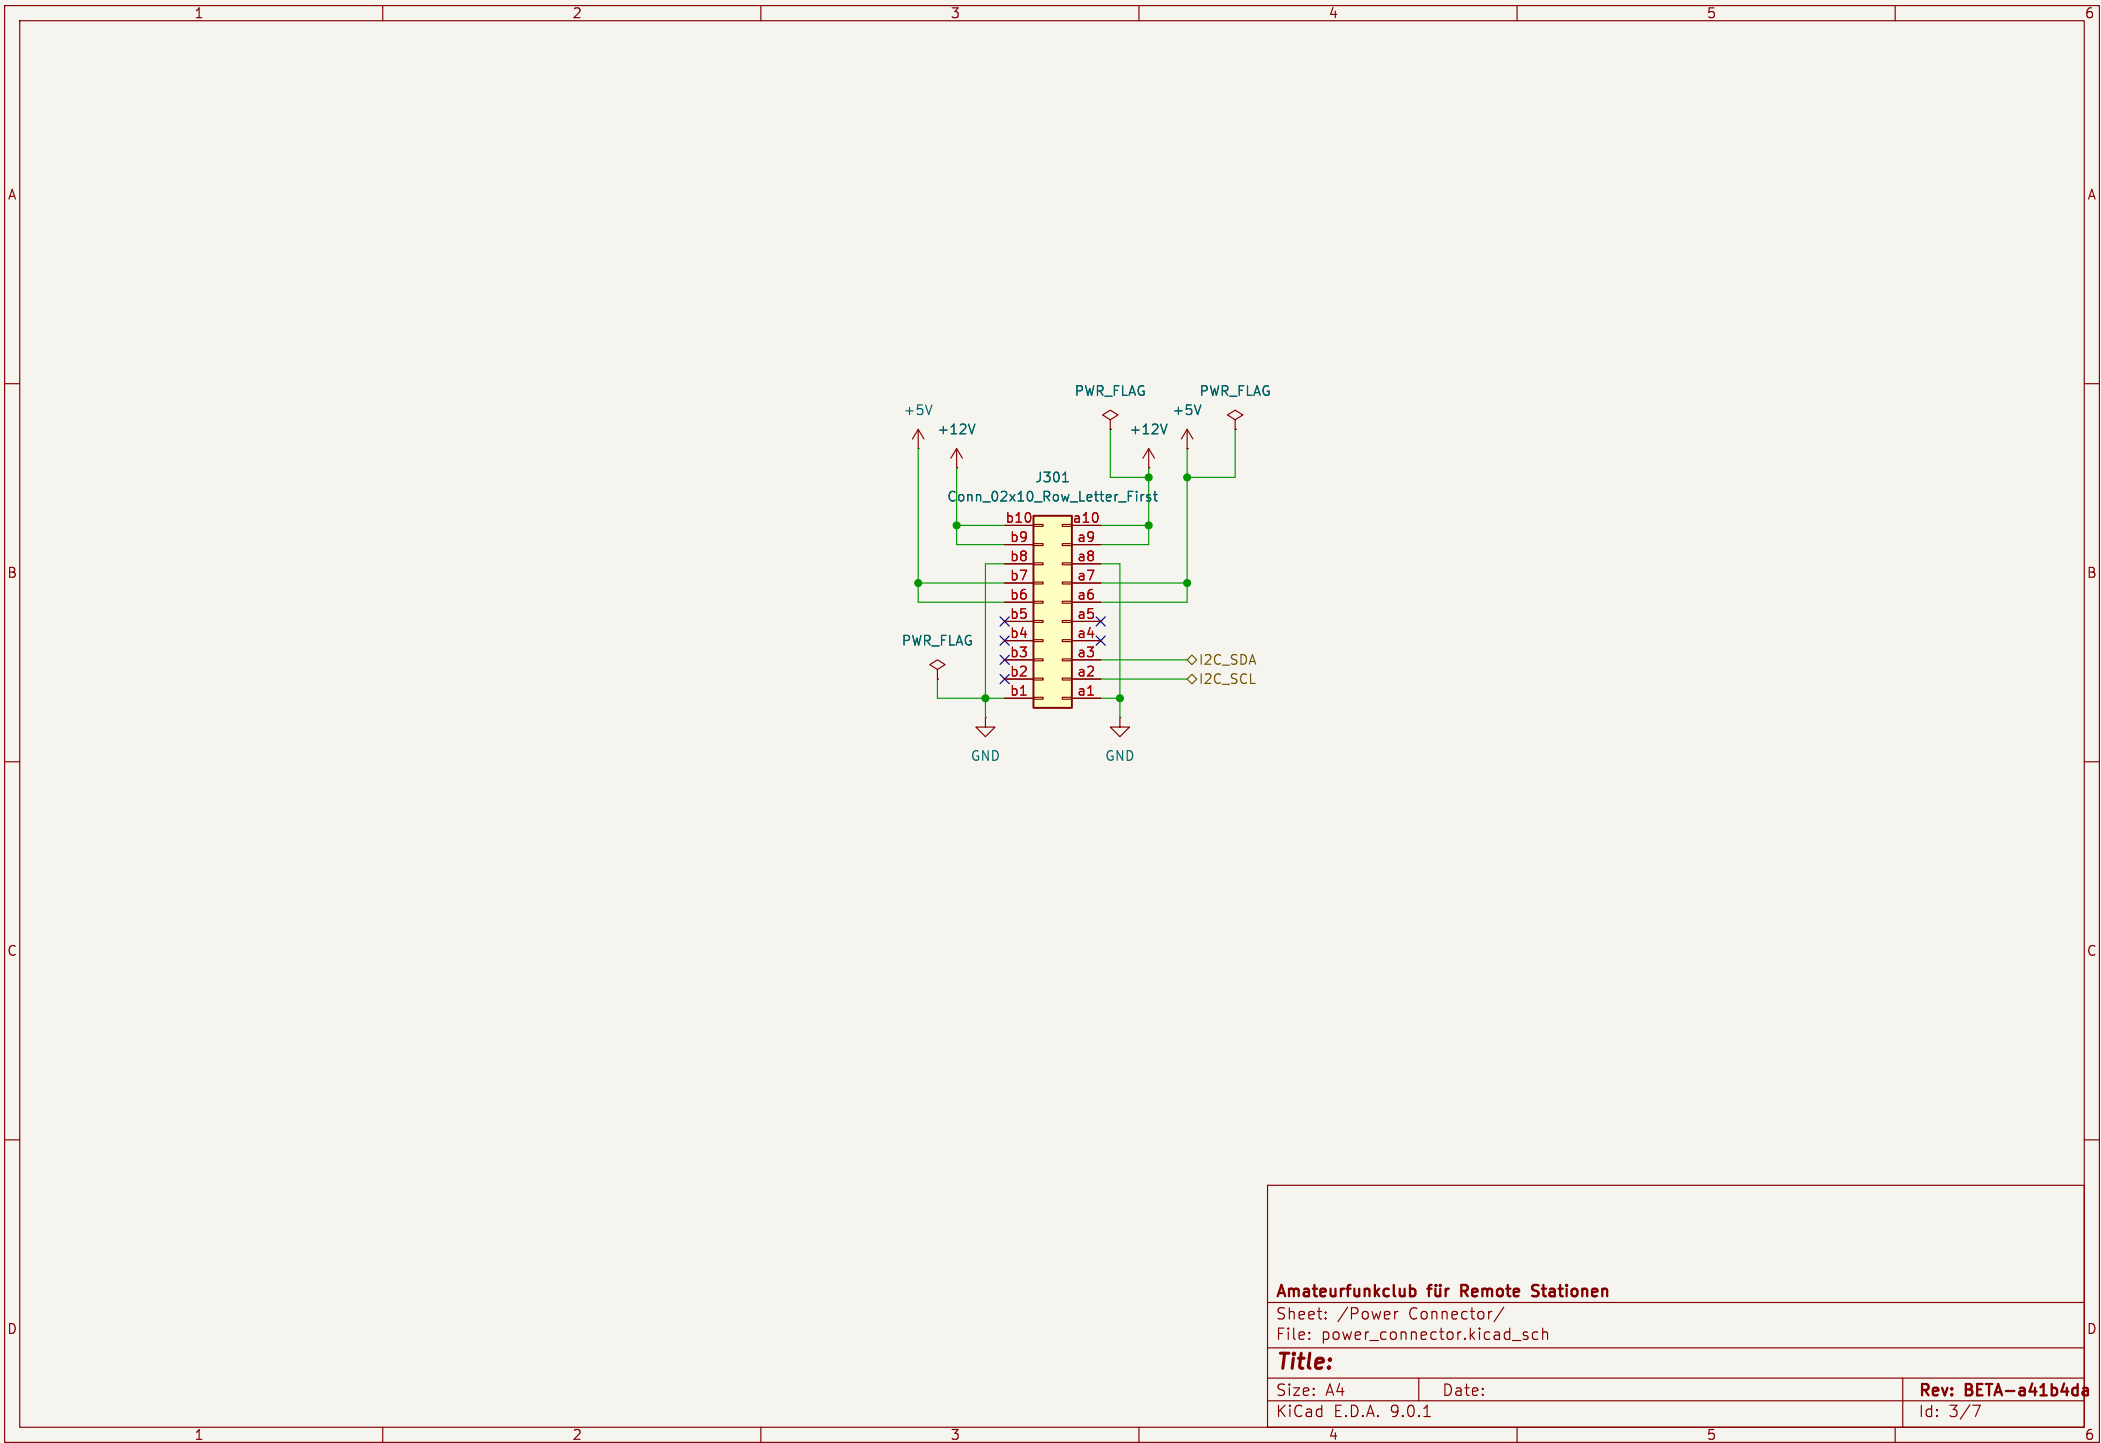 1 2 3 4 5 6
A A
PWR_FLAG PWR_FLAG
+5V +5V
+12V +12V
J301
Conn_02x10_Row_Letter_First
b10 a10
b9 a9
b8 a8
B b7 a7 B
b6 a6
b5 a5
PWR_FLAG b4 a4
b3 a3 I2C_SDA
b2 a2 I2C_SCL
b1 a1
GND GND
C C
Amateurfunkclub für Remote Stationen
Sheet: /Power Connector/
D File: power_connector.kicad_sch D
Title:
Size: A4 Date: Rev: BETA-a41b4da
KiCad E.D.A. 9.0.1 Id: 3/7
1 2 3 4 5 6